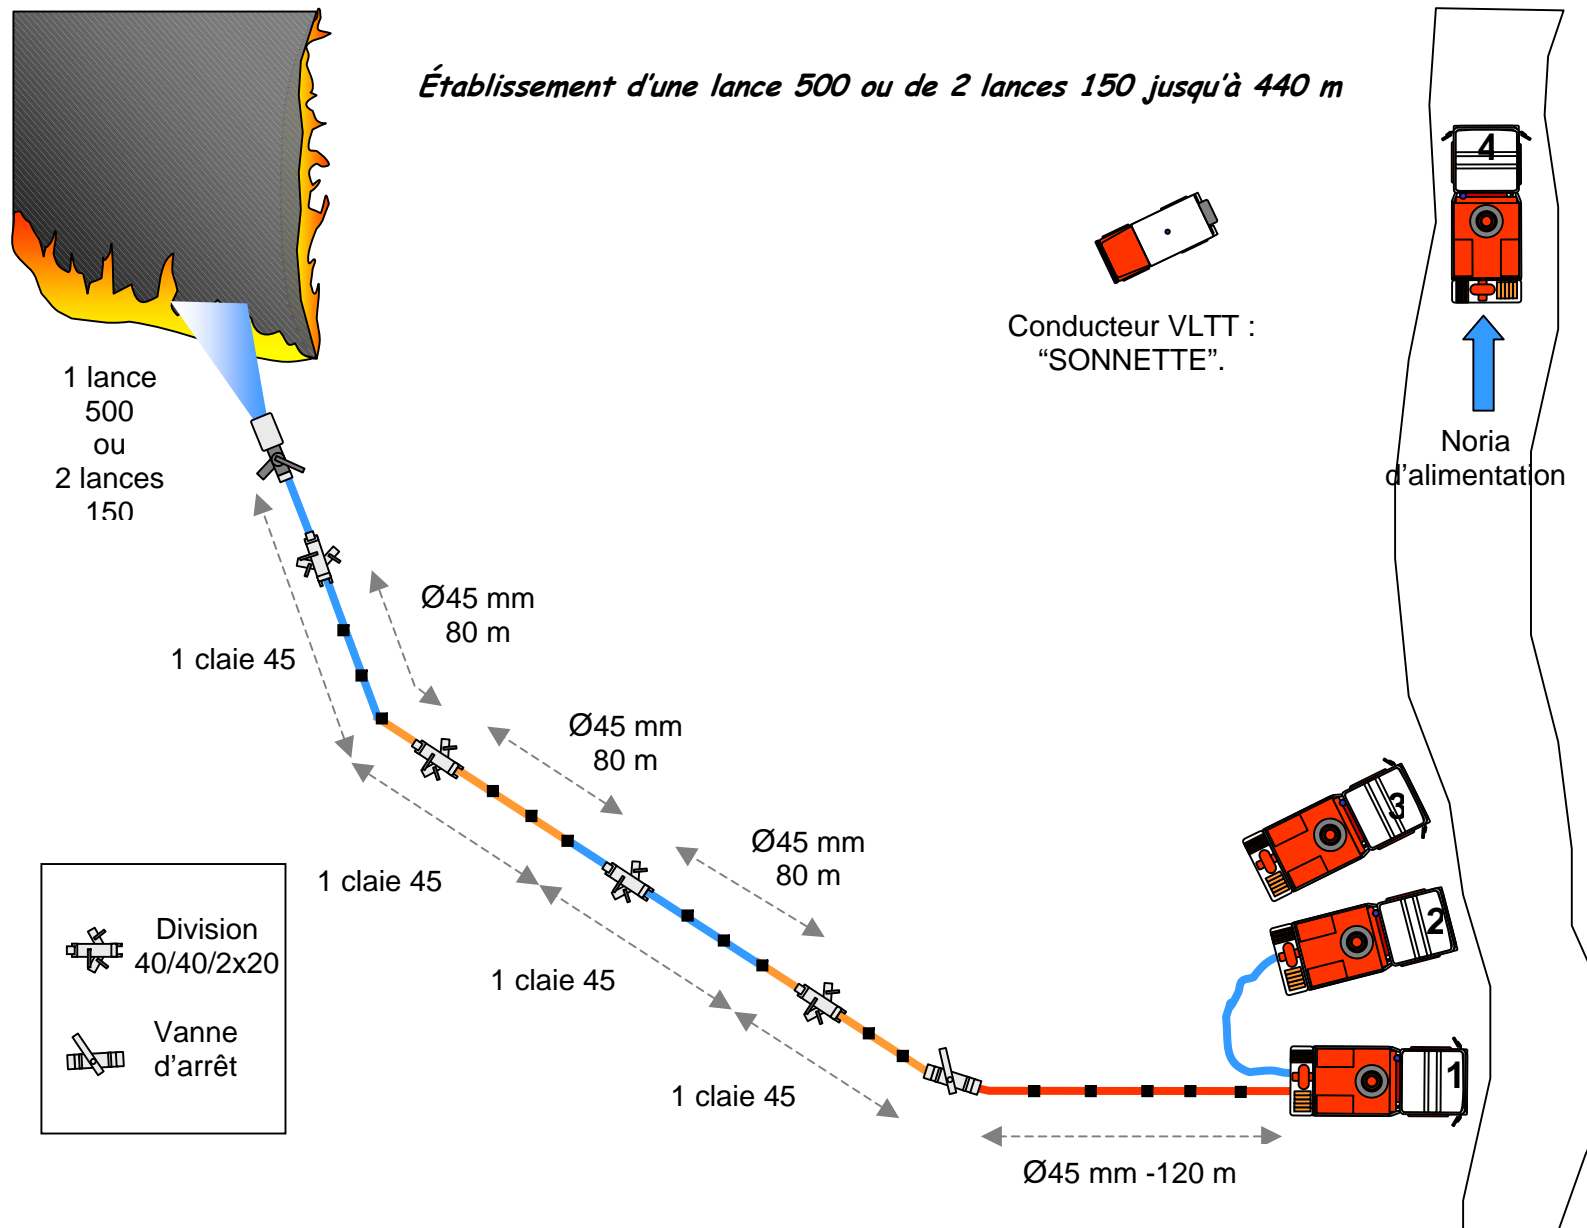 Établissement d'une lance 500 ou de 2 lances 150 jusqu'à 440 m
4
Conducteur VLTT :
“SONNETTE”.
Noria
d'alimentation
1 lance
500
ou
2 lances
150
Ø45 mm
80 m
1 claie 45
Ø45 mm
80 m
Ø45 mm
80 m
1 claie 45
1 claie 45
1 claie 45
3
2
1
Ø45 mm -120 m
Division
40/40/2x20
Vanne
d'arrêt